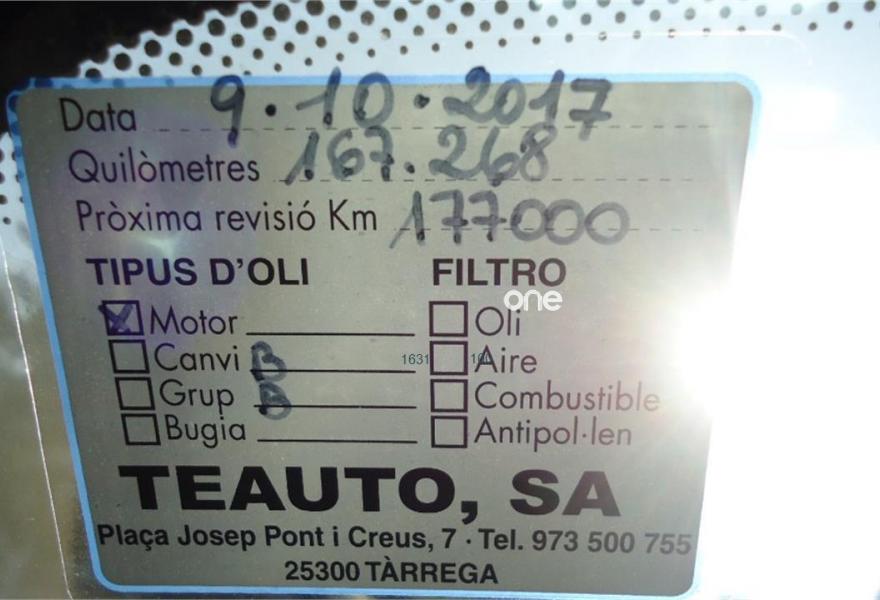 Data 9.10.2017
Quilòmetres 167.268
Pròxima revisió Km 177000
TIPUS D'OLI FILTRO
one
Motor Oli
Canvi B Aire
1631
Grup B Combustible
Bugia Antipol·len
TEAUTO, SA
Plaça Josep Pont i Creus, 7 · Tel. 973 500 755
25300 TÀRREGA